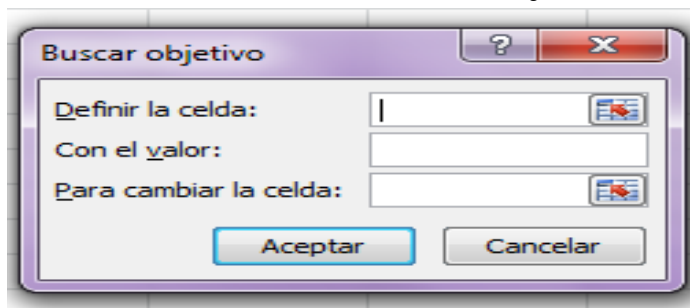 Buscar objetivo
Definir la celda:
Con el valor:
Para cambiar la celda:
Aceptar
Cancelar